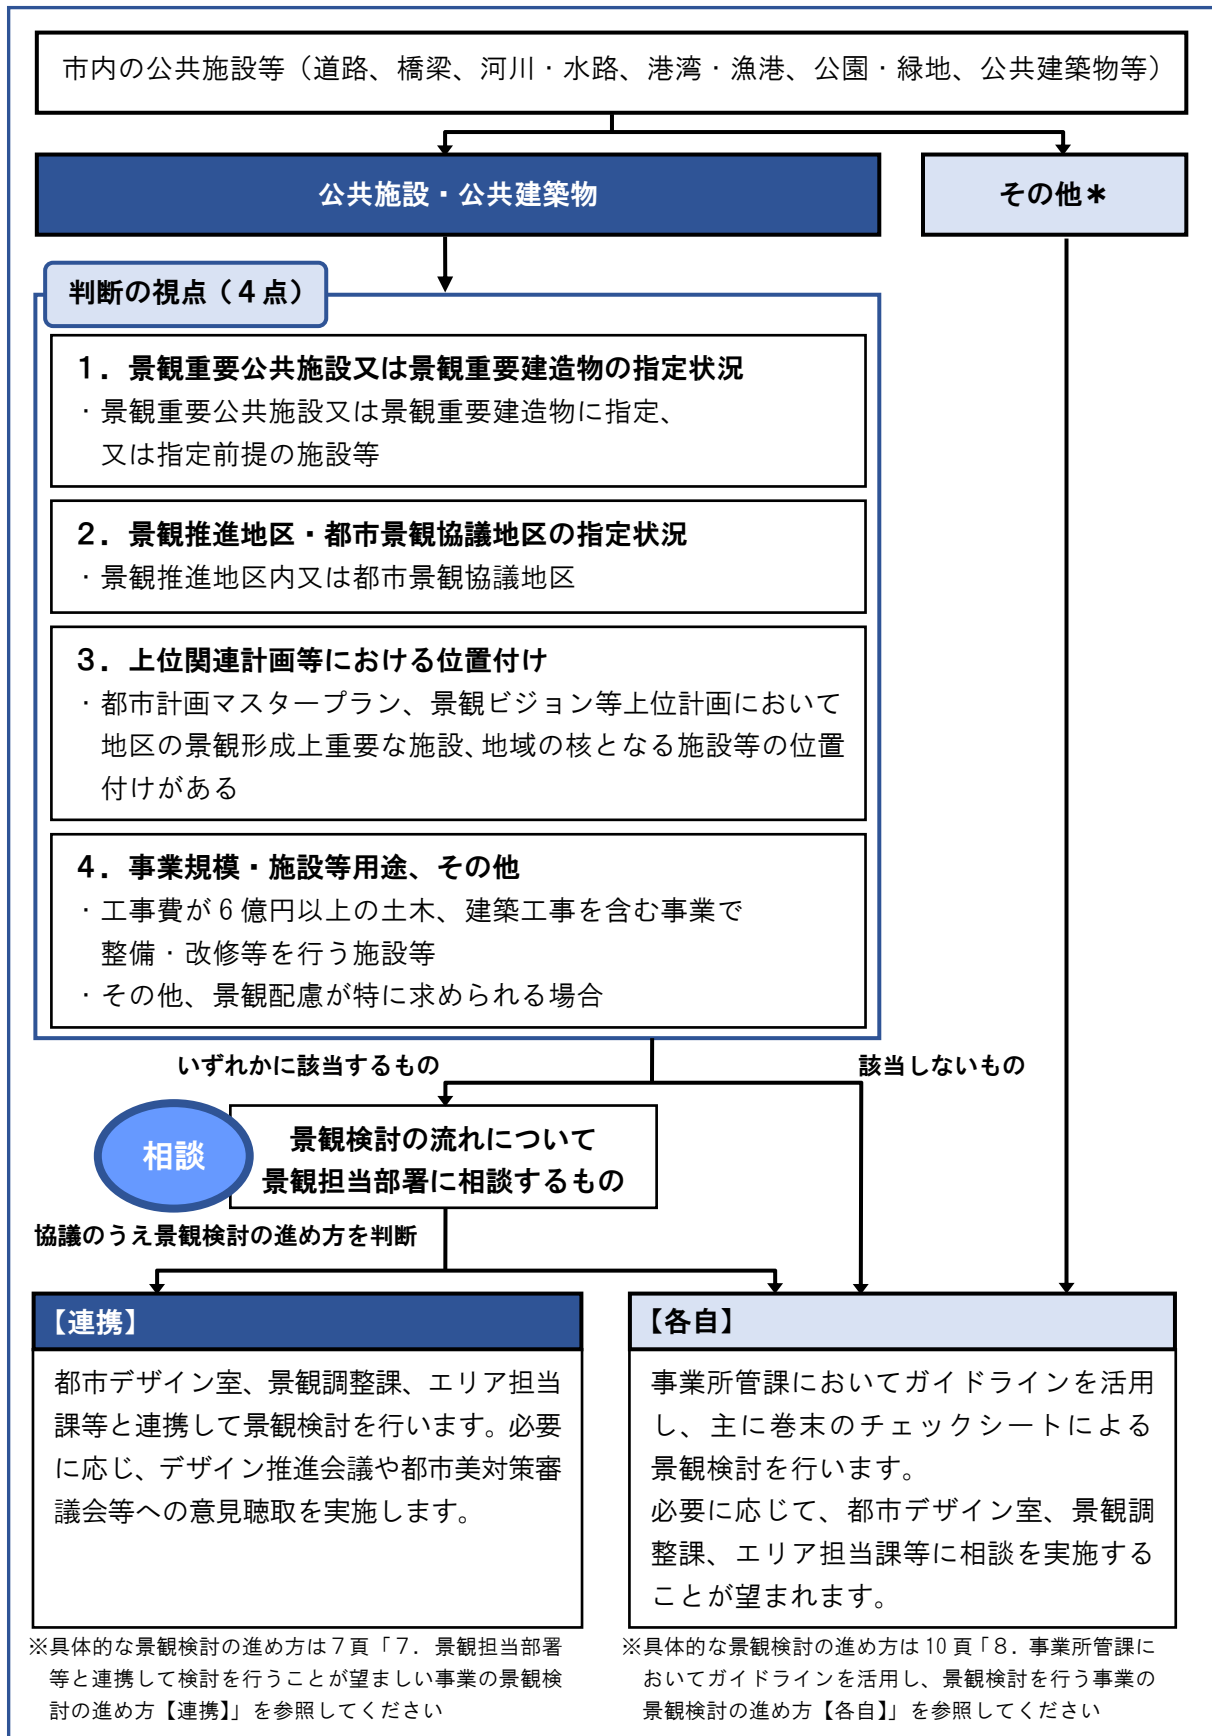 市内の公共施設等（道路、橋梁、河川・水路、港湾・漁港、公園・緑地、公共建築物等）
公共施設・公共建築物
その他＊
判断の視点（４点）
１．景観重要公共施設又は景観重要建造物の指定状況
・景観重要公共施設又は景観重要建造物に指定、
又は指定前提の施設等
２．景観推進地区・都市景観協議地区の指定状況
・景観推進地区内又は都市景観協議地区
３．上位関連計画等における位置付け
・都市計画マスタープラン、景観ビジョン等上位計画において
地区の景観形成上重要な施設、地域の核となる施設等の位置
付けがある
４．事業規模・施設等用途、その他
・工事費が６億円以上の土木、建築工事を含む事業で
整備・改修等を行う施設等
・その他、景観配慮が特に求められる場合
いずれかに該当するもの
該当しないもの
相談
景観検討の流れについて
景観担当部署に相談するもの
協議のうえ景観検討の進め方を判断
【連携】
都市デザイン室、景観調整課、エリア担当
課等と連携して景観検討を行います。必要
に応じ、デザイン推進会議や都市美対策審
議会等への意見聴取を実施します。
※具体的な景観検討の進め方は７頁「７．景観担当部署
等と連携して検討を行うことが望ましい事業の景観検
討の進め方【連携】」を参照してください
【各自】
事業所管課においてガイドラインを活用
し、主に巻末のチェックシートによる
景観検討を行います。
必要に応じて、都市デザイン室、景観調
整課、エリア担当課等に相談を実施する
ことが望まれます。
※具体的な景観検討の進め方は 10 頁「８．事業所管課に
おいてガイドラインを活用し、景観検討を行う事業の
景観検討の進め方【各自】」を参照してください